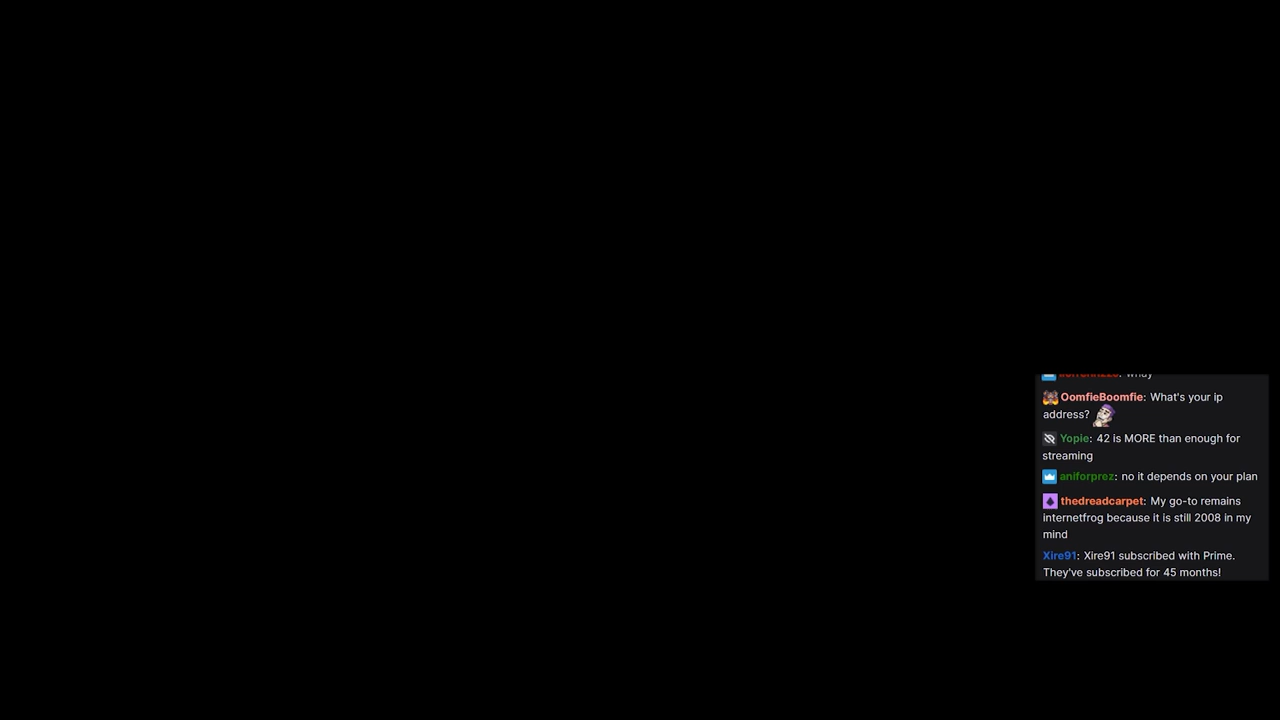 OomfieBoomfie: What's your ip
address?
Yopie: 42 is MORE than enough for
streaming
aniforprez: no it depends on your plan
thedreadcarpet: My go-to remains
internetfrog because it is still 2008 in my
mind
Xire91: Xire91 subscribed with Prime.
They've subscribed for 45 months!